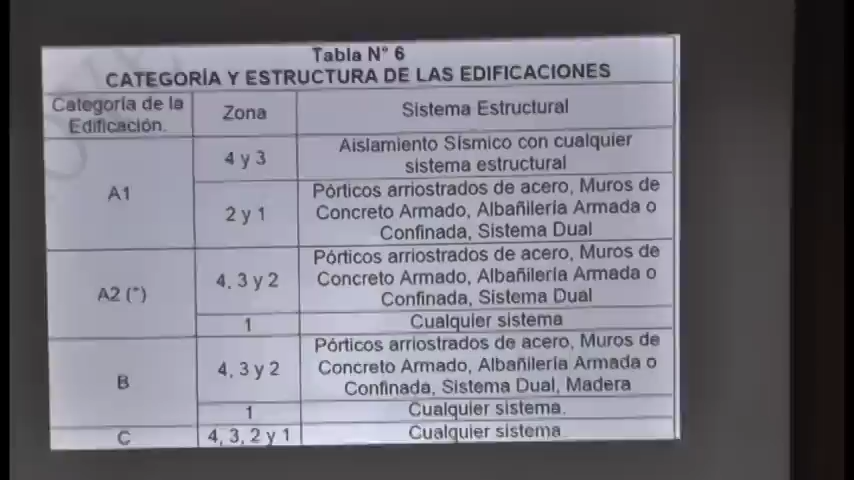 Tabla N° 6
CATEGORÍA Y ESTRUCTURA DE LAS EDIFICACIONES
Categoría de la
Edificación.
Zona
Sistema Estructural
A1
4 y 3
Aislamiento Sísmico con cualquier
sistema estructural
2 y 1
Pórticos arriostrados de acero, Muros de
Concreto Armado, Albañilería Armada o
Confinada, Sistema Dual
A2 (*)
4, 3 y 2
Pórticos arriostrados de acero, Muros de
Concreto Armado, Albañilería Armada o
Confinada, Sistema Dual
1
Cualquier sistema
B
4, 3 y 2
Pórticos arriostrados de acero, Muros de
Concreto Armado, Albañilería Armada o
Confinada, Sistema Dual, Madera
1
Cualquier sistema.
C
4, 3, 2 y 1
Cualquier sistema